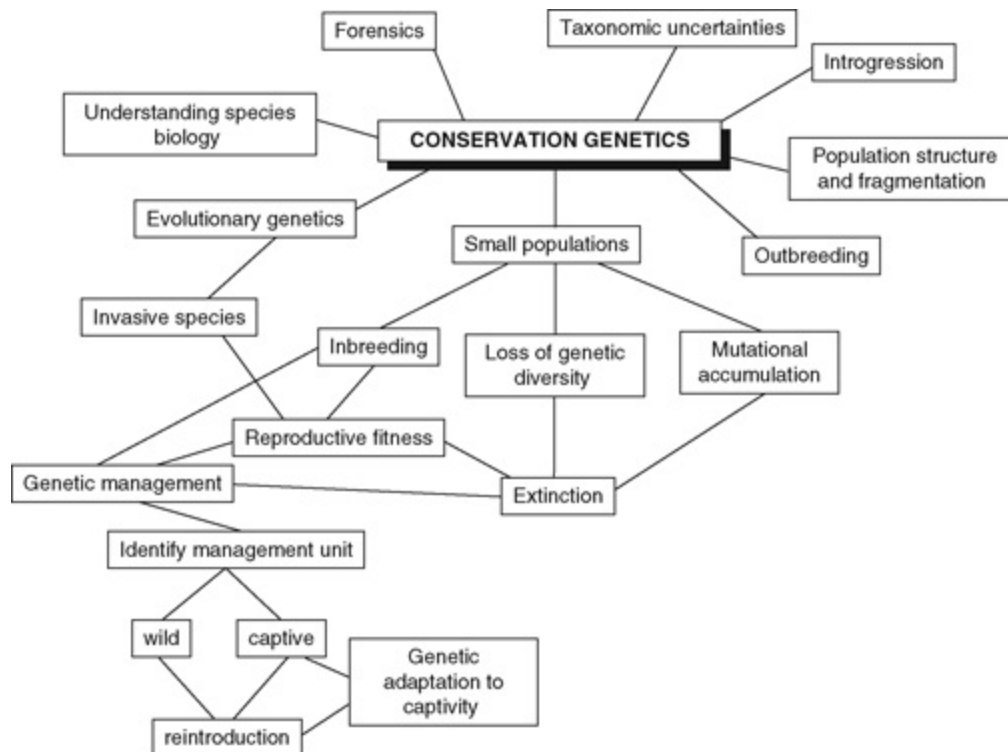 Forensics
Taxonomic uncertainties
Introgression
Understanding species
biology
CONSERVATION GENETICS
Population structure
and fragmentation
Evolutionary genetics
Small populations
Outbreeding
Invasive species
Inbreeding
Loss of genetic
diversity
Mutational
accumulation
Reproductive fitness
Genetic management
Extinction
Identify management unit
wild
captive
Genetic
adaptation to
captivity
reintroduction